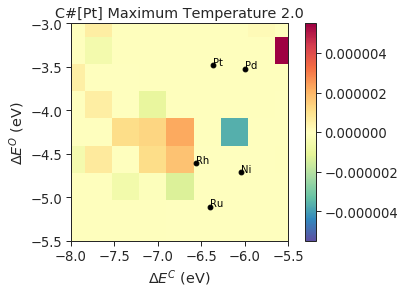 C#[Pt] Maximum Temperature 2.0
−3.0
−3.5
−4.0
−4.5
−5.0
−5.5
ΔE^O (eV)
Pt
Pd
Rh
Ni
Ru
−8.0 −7.5 −7.0 −6.5 −6.0 −5.5
ΔE^C (eV)
0.000004
0.000002
0.000000
−0.000002
−0.000004